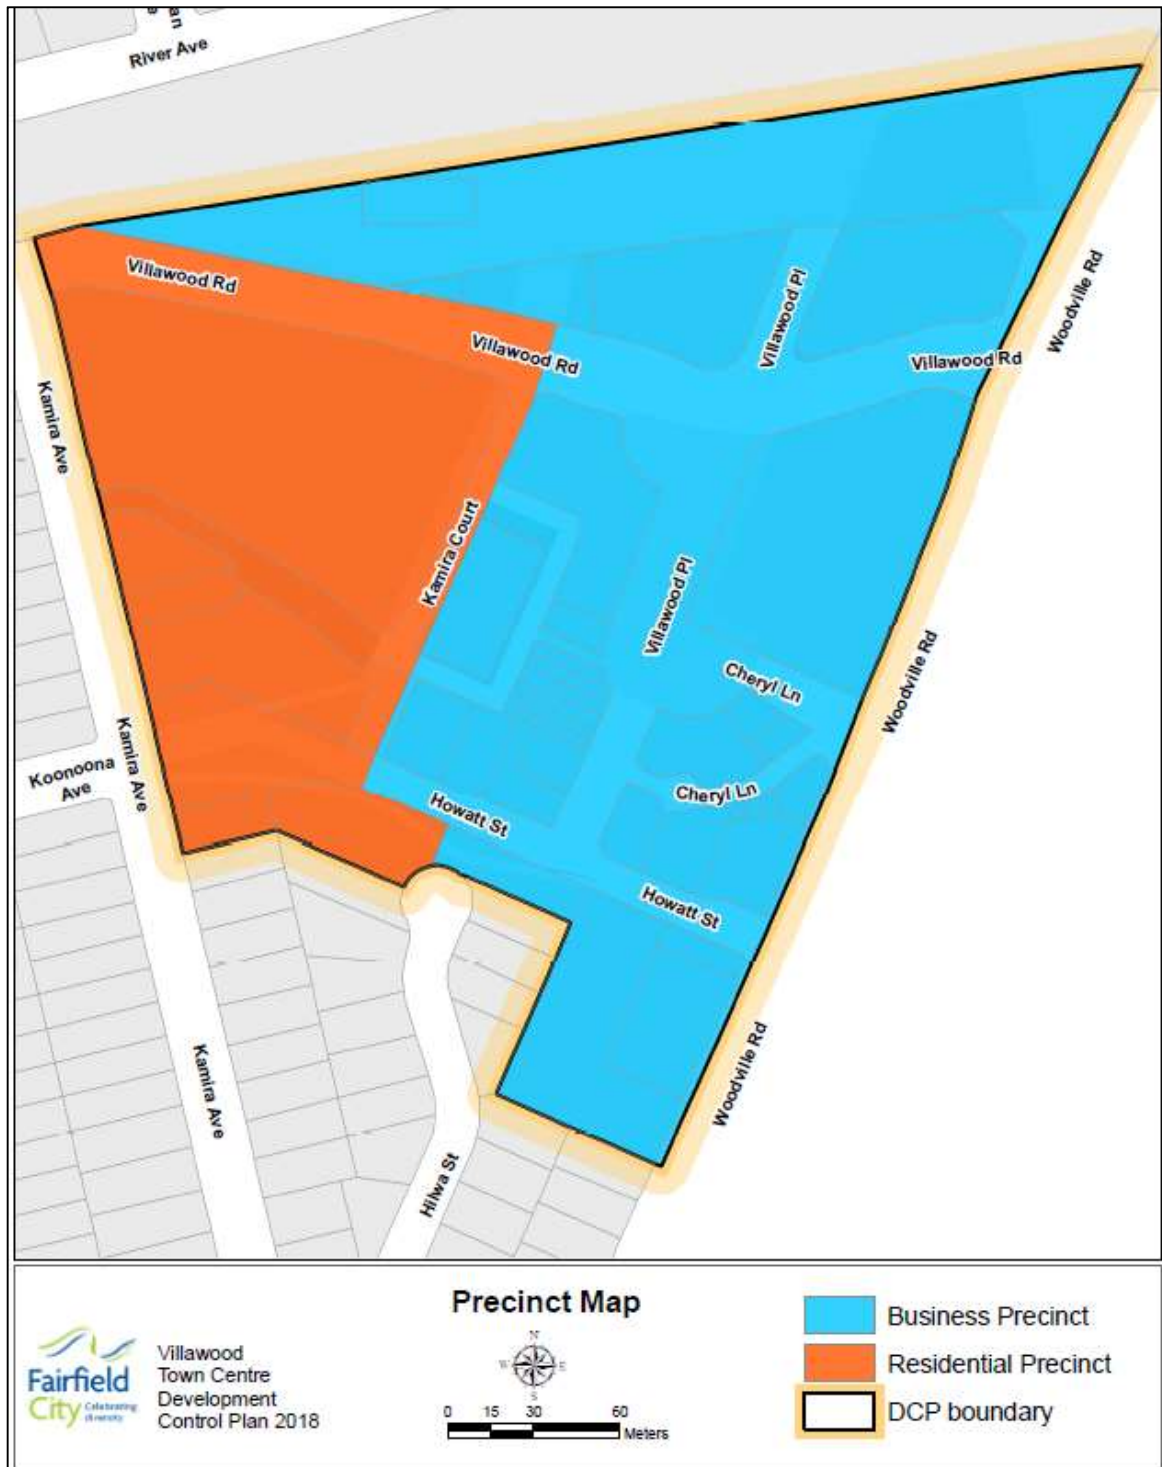 an
River Ave
Villawood Rd
Villawood Rd
Villawood Pl
Villawood Rd
Woodville Rd
Kamira Ave
Kamira Court
Villawood Pl
Cheryl Ln
Woodville Rd
Koonoona
Ave
Kamira Ave
Howatt St
Cheryl Ln
Howatt St
Kamira Ave
Hilwa St
Woodville Rd
Precinct Map
N
W
E
S
0 15 30 60
Meters
Fairfield
City Celebrating
diversity
Villawood
Town Centre
Development
Control Plan 2018
Business Precinct
Residential Precinct
DCP boundary